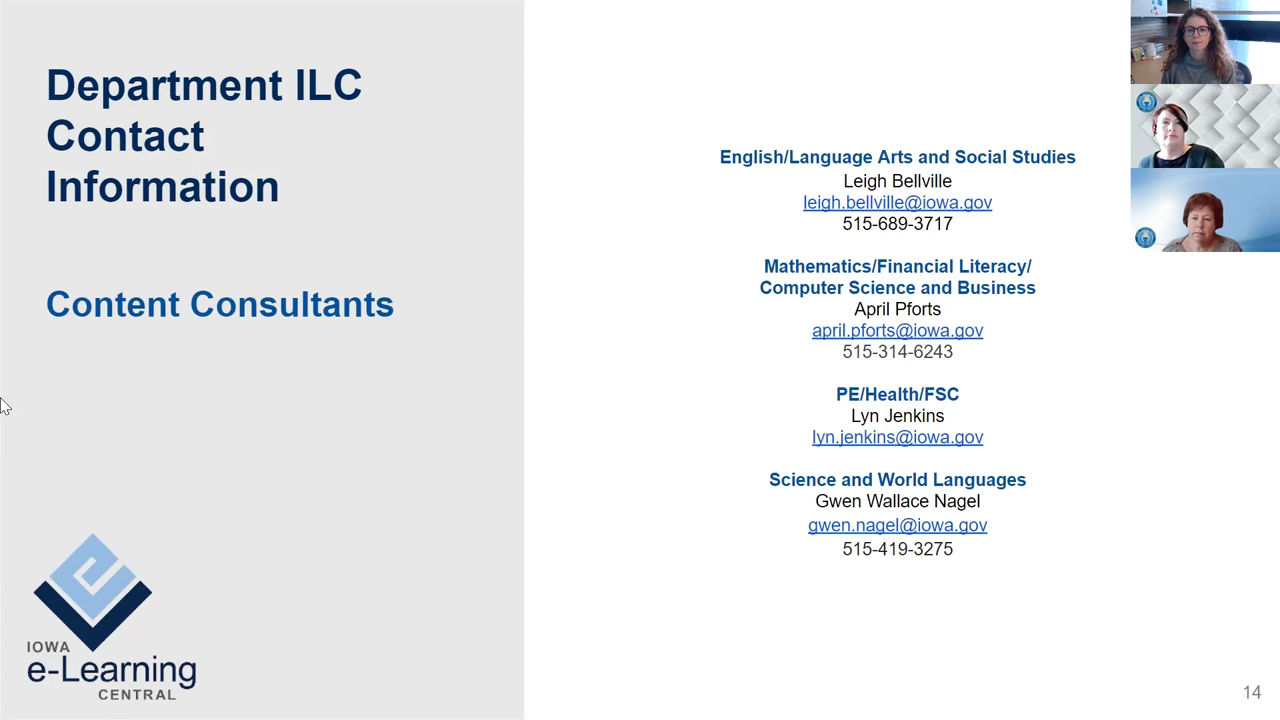 Department ILC
Contact
Information
Content Consultants
IOWA
e-Learning
CENTRAL
English/Language Arts and Social Studies
Leigh Bellville
leigh.bellville@iowa.gov
515-689-3717
Mathematics/Financial Literacy/
Computer Science and Business
April Pforts
april.pforts@iowa.gov
515-314-6243
PE/Health/FSC
Lyn Jenkins
lyn.jenkins@iowa.gov
Science and World Languages
Gwen Wallace Nagel
gwen.nagel@iowa.gov
515-419-3275
14